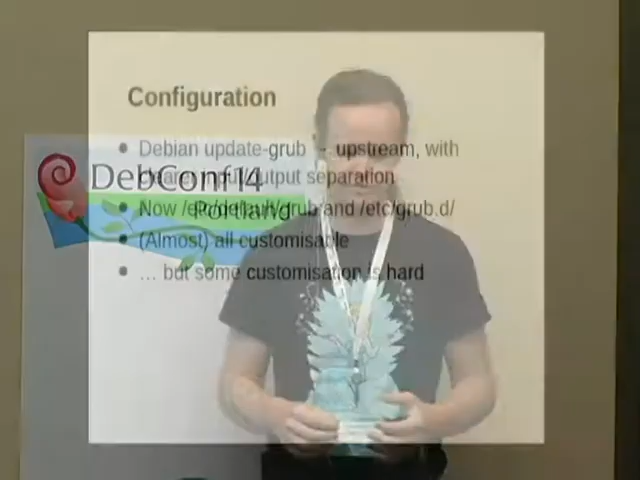 Configuration
• Debian update-grub → upstream, with
input/output separation
• Now /etc/default/grub and /etc/grub.d/
• (Almost) all customisable
• ... but some customisation is hard
DebConf14
Portland